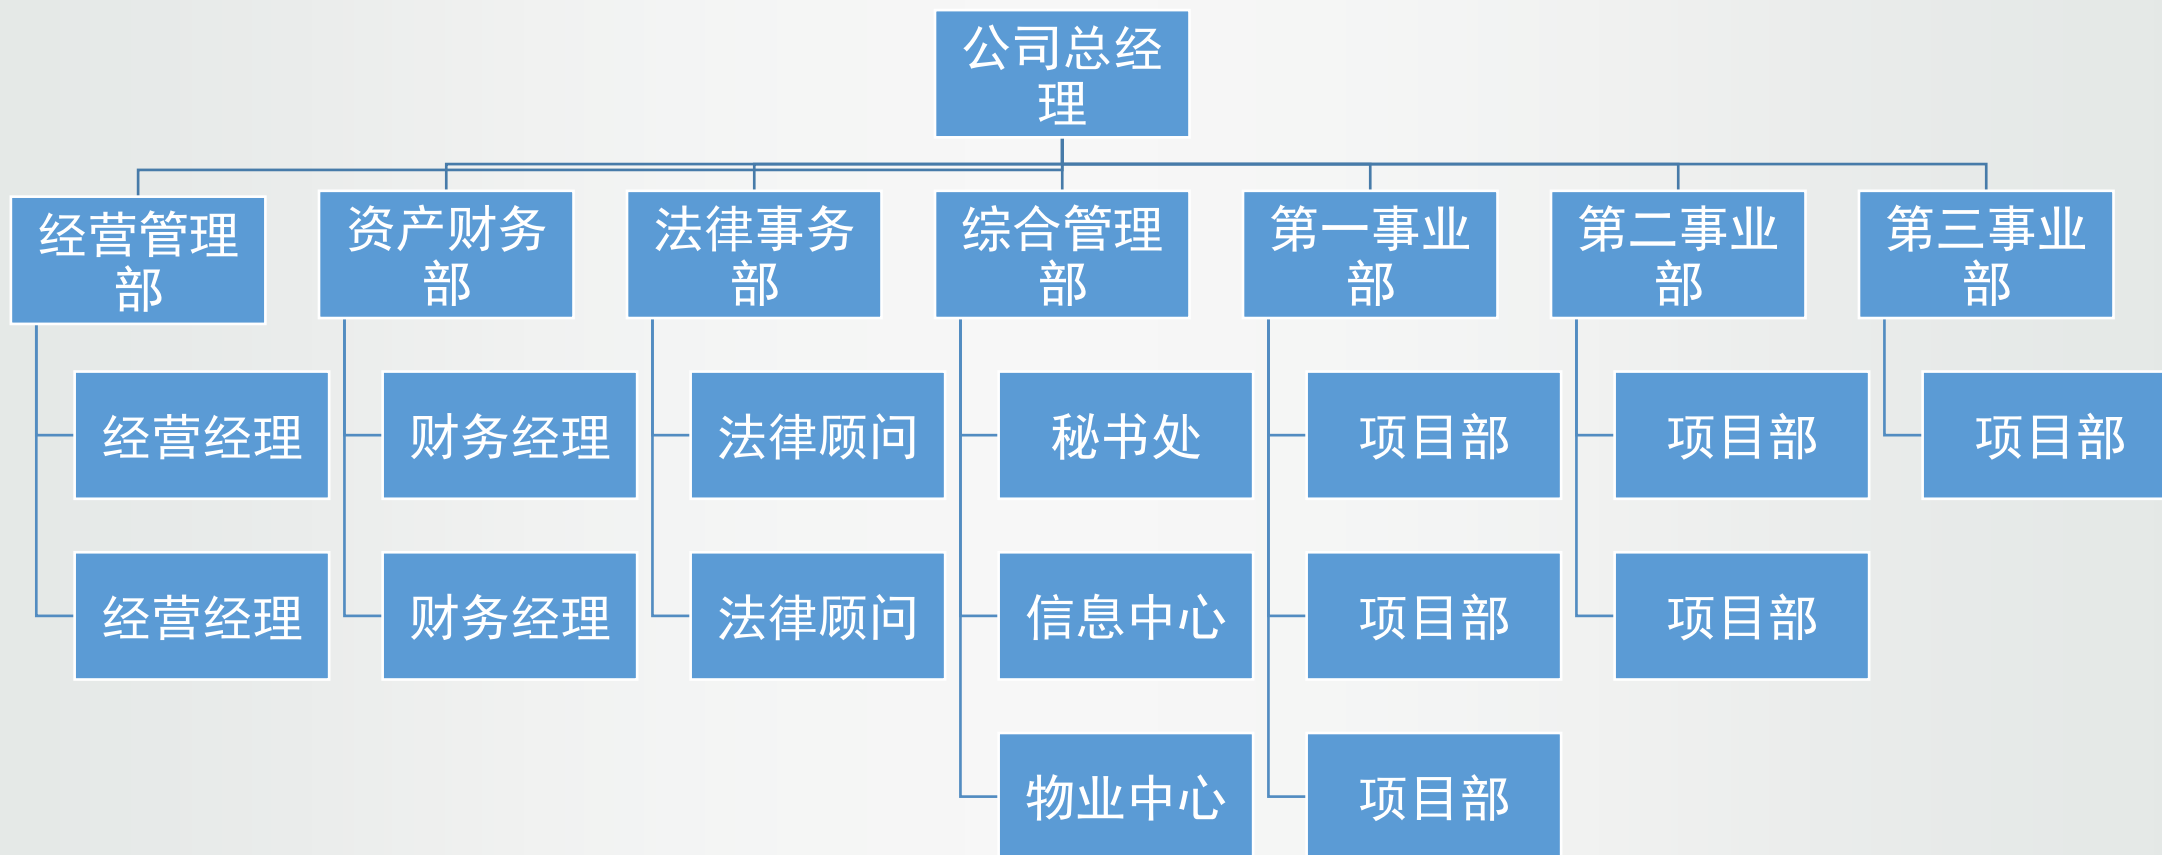 公司总经
理
经营管理
部
资产财务
部
法律事务
部
综合管理
部
第一事业
部
第二事业
部
第三事业
部
经营经理
财务经理
法律顾问
秘书处
项目部
项目部
项目部
经营经理
财务经理
法律顾问
信息中心
项目部
项目部
物业中心
项目部